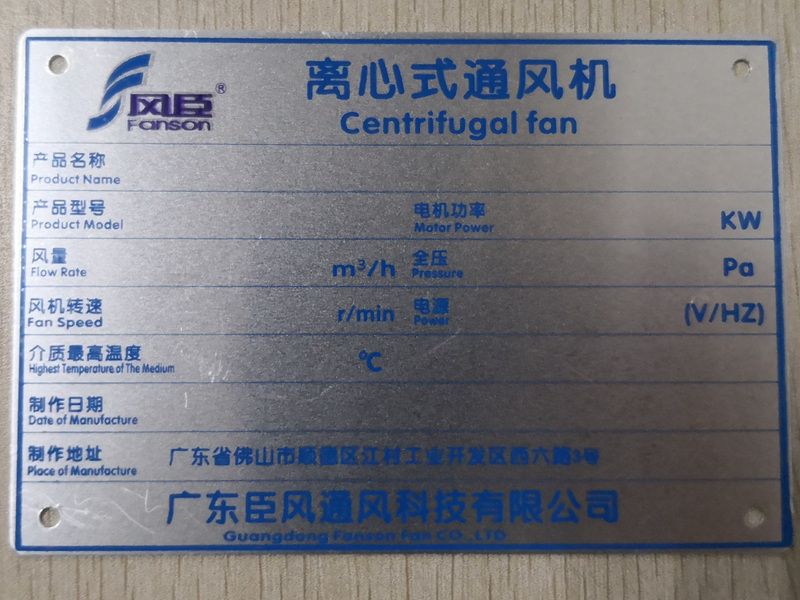 风臣®
Fanson
离心式通风机
Centrifugal fan
产品名称
Product Name
产品型号
Product Model
电机功率
Motor Power
KW
风量
Flow Rate
m³/h
全压
Pressure
Pa
风机转速
Fan Speed
r/min
电源
Power
(V/HZ)
介质最高温度
Highest Temperature of The Medium
℃
制作日期
Date of Manufacture
制作地址
Place of Manufacture
广东省佛山市顺德区江村工业开发区西六路3号
广东臣风通风科技有限公司
Guangdong Fanson Fan CO.,LTD